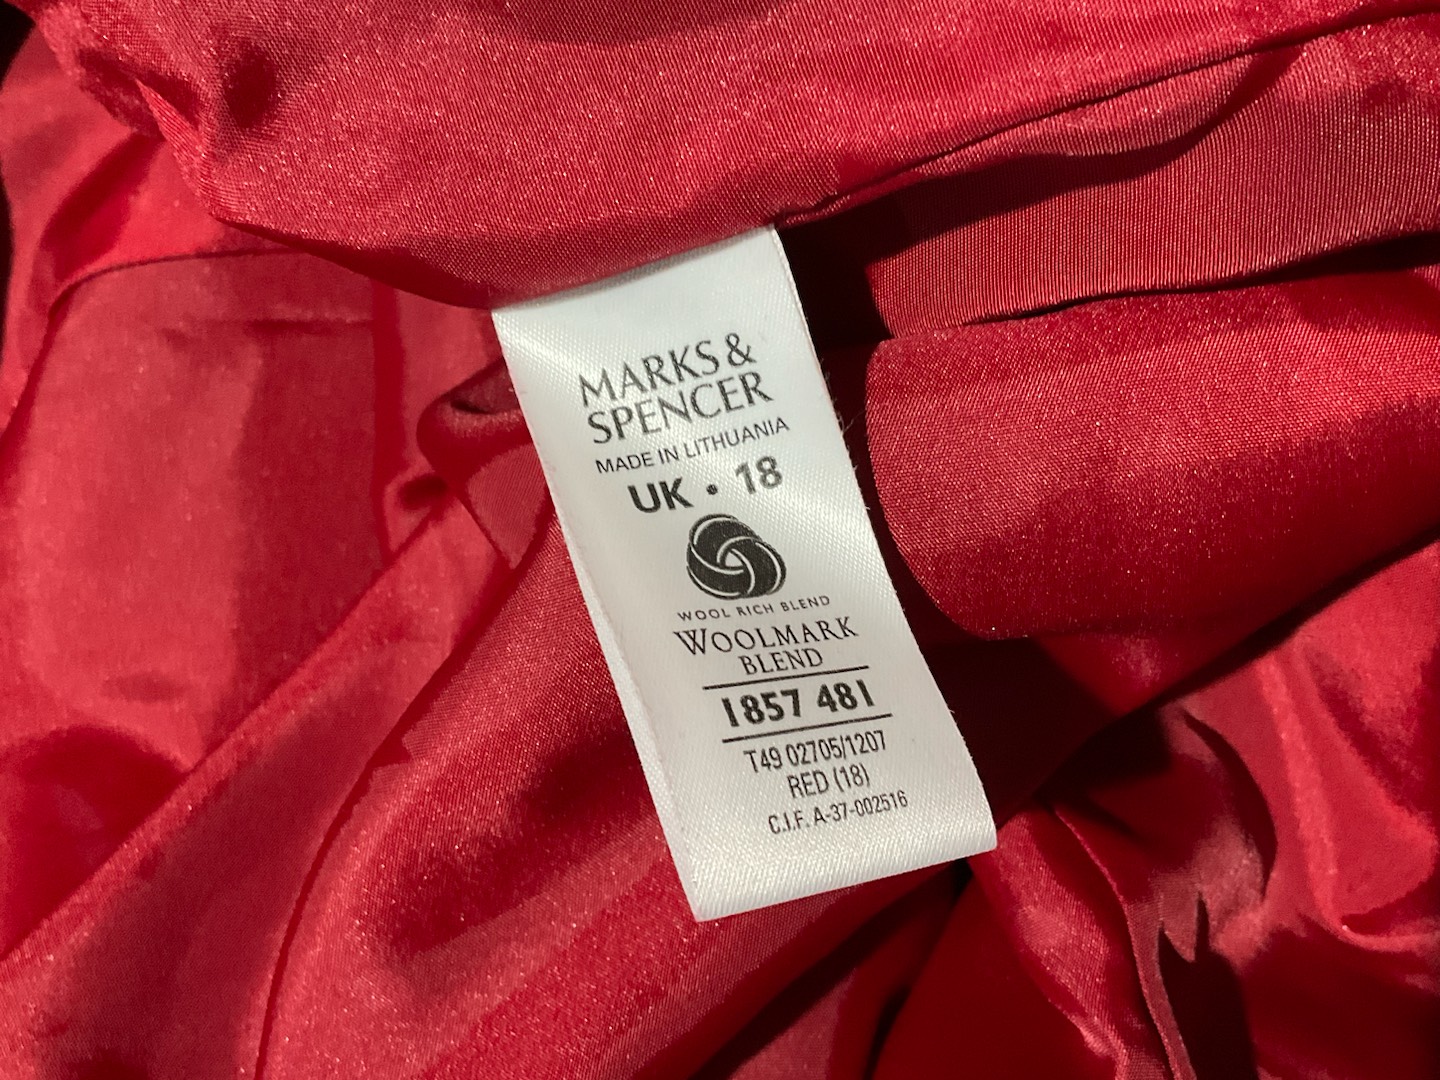 MARKS &
SPENCER
MADE IN LITHUANIA
UK • 18
WOOL RICH BLEND
WOOLMARK
BLEND
1857 481
T49 02705/1207
RED (18)
C.I.F. A-37-002516